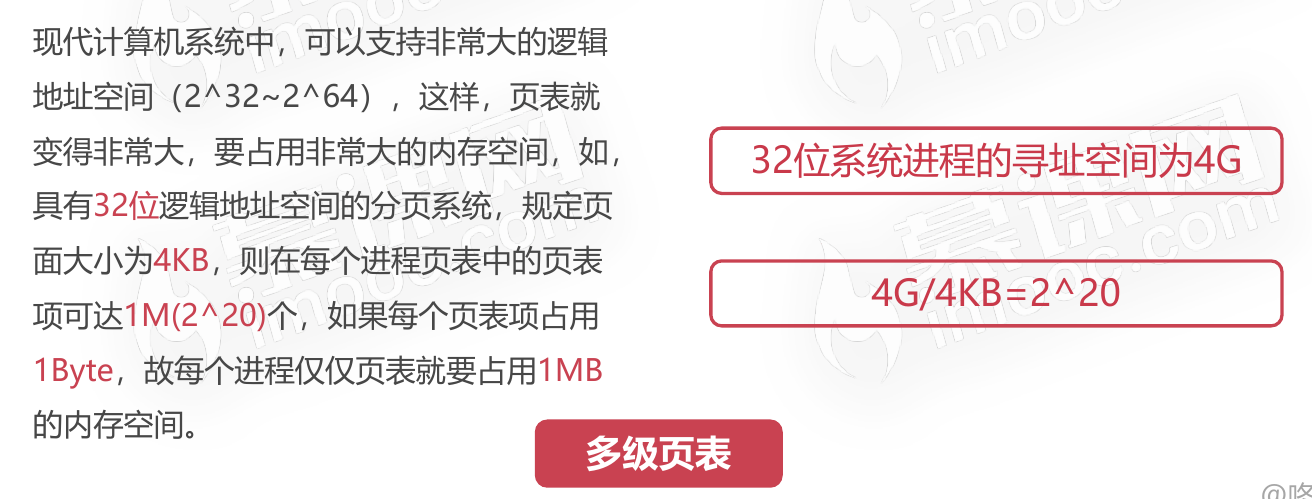 现代计算机系统中，可以支持非常大的逻辑
地址空间（2^32~2^64），这样，页表就
变得非常大，要占用非常大的内存空间，如，
具有32位逻辑地址空间的分页系统，规定页
面大小为4KB，则在每个进程页表中的页表
项可达1M(2^20)个，如果每个页表项占用
1Byte，故每个进程仅仅页表就要占用1MB
的内存空间。
32位系统进程的寻址空间为4G
4G/4KB=2^20
多级页表
慕课网
imooc.com
慕课网
imooc.com
@咚